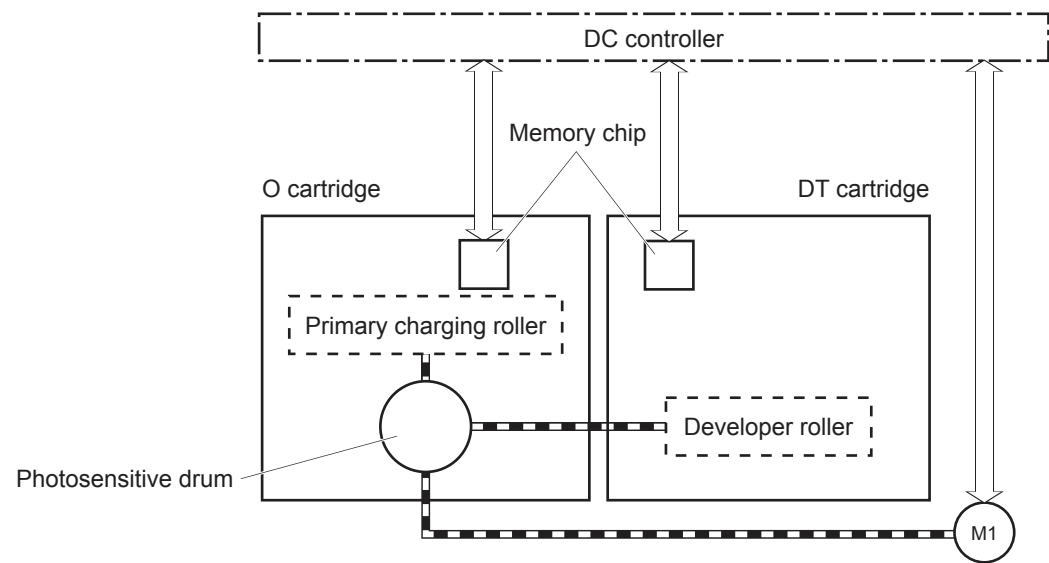 DC controller
Memory chip
O cartridge
DT cartridge
Primary charging roller
Developer roller
Photosensitive drum
M1